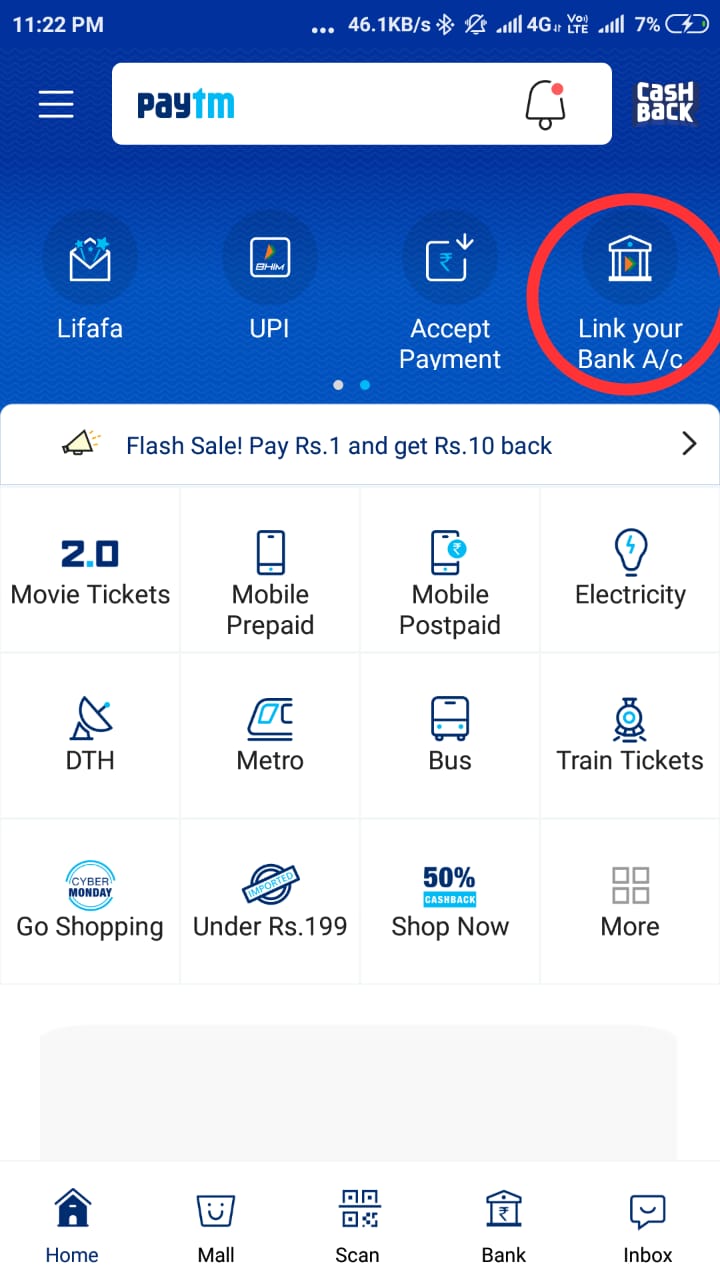 11:22 PM ... 46.1KB/s 4G VoLTE 7%
paytm
CASH
BACK
Lifafa
BHIM
UPI
₹
Accept
Payment
Link your
Bank A/c
Flash Sale! Pay Rs.1 and get Rs.10 back
2.0
Movie Tickets
Mobile
Prepaid
₹
Mobile
Postpaid
Electricity
DTH
Metro
Bus
Train Tickets
CYBER
MONDAY
Go Shopping
IMPORTED
Under Rs.199
50%
CASHBACK
Shop Now
More
Home
Mall
Scan
₹
Bank
Inbox